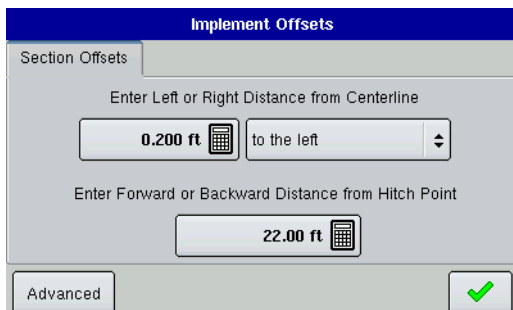 Implement Offsets
Section Offsets
Enter Left or Right Distance from Centerline
0.200 ft to the left
Enter Forward or Backward Distance from Hitch Point
22.00 ft
Advanced